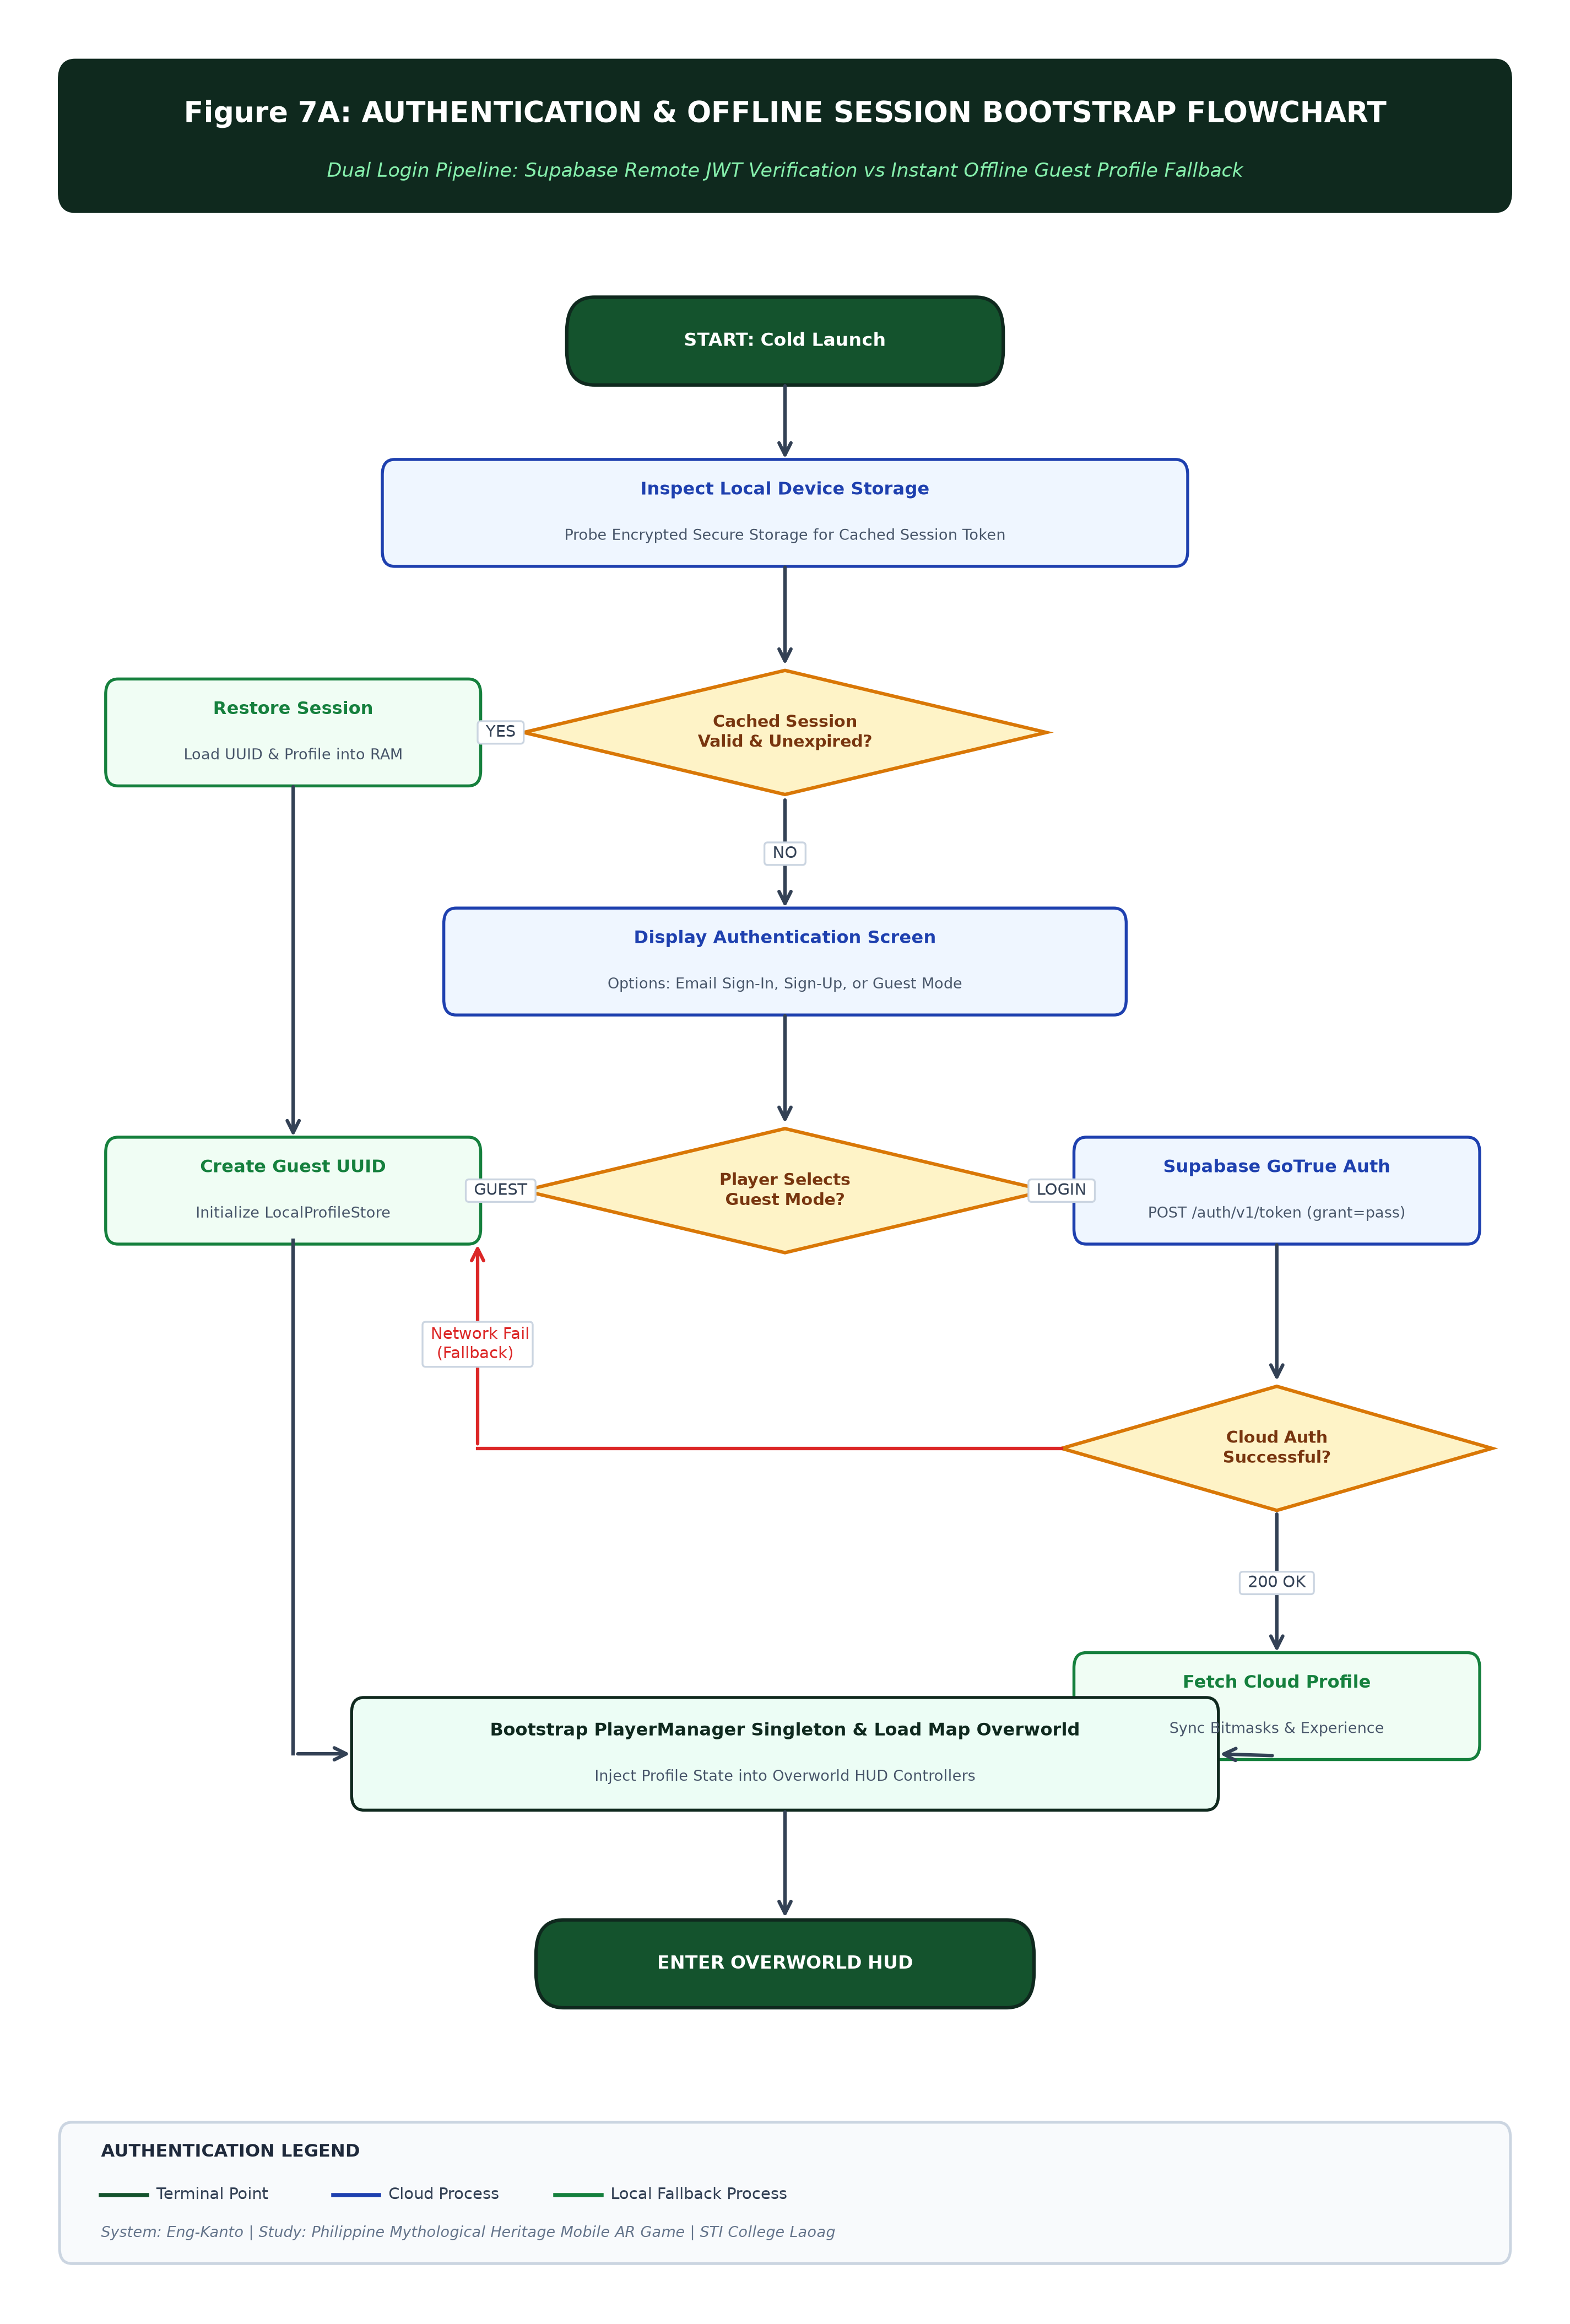 Figure 7A: AUTHENTICATION & OFFLINE SESSION BOOTSTRAP FLOWCHART
Dual Login Pipeline: Supabase Remote JWT Verification vs Instant Offline Guest Profile Fallback
START: Cold Launch
Inspect Local Device Storage
Probe Encrypted Secure Storage for Cached Session Token
Restore Session
Load UUID & Profile into RAM
YES
Cached Session
Valid & Unexpired?
NO
Display Authentication Screen
Options: Email Sign-In, Sign-Up, or Guest Mode
Create Guest UUID
Initialize LocalProfileStore
GUEST
Player Selects
Guest Mode?
LOGIN
Supabase GoTrue Auth
POST /auth/v1/token (grant=pass)
Network Fail
(Fallback)
Cloud Auth
Successful?
200 OK
Fetch Cloud Profile
Sync Bitmasks & Experience
Bootstrap PlayerManager Singleton & Load Map Overworld
Inject Profile State into Overworld HUD Controllers
ENTER OVERWORLD HUD
AUTHENTICATION LEGEND
Terminal Point
Cloud Process
Local Fallback Process
System: Eng-Kanto | Study: Philippine Mythological Heritage Mobile AR Game | STI College Laoag